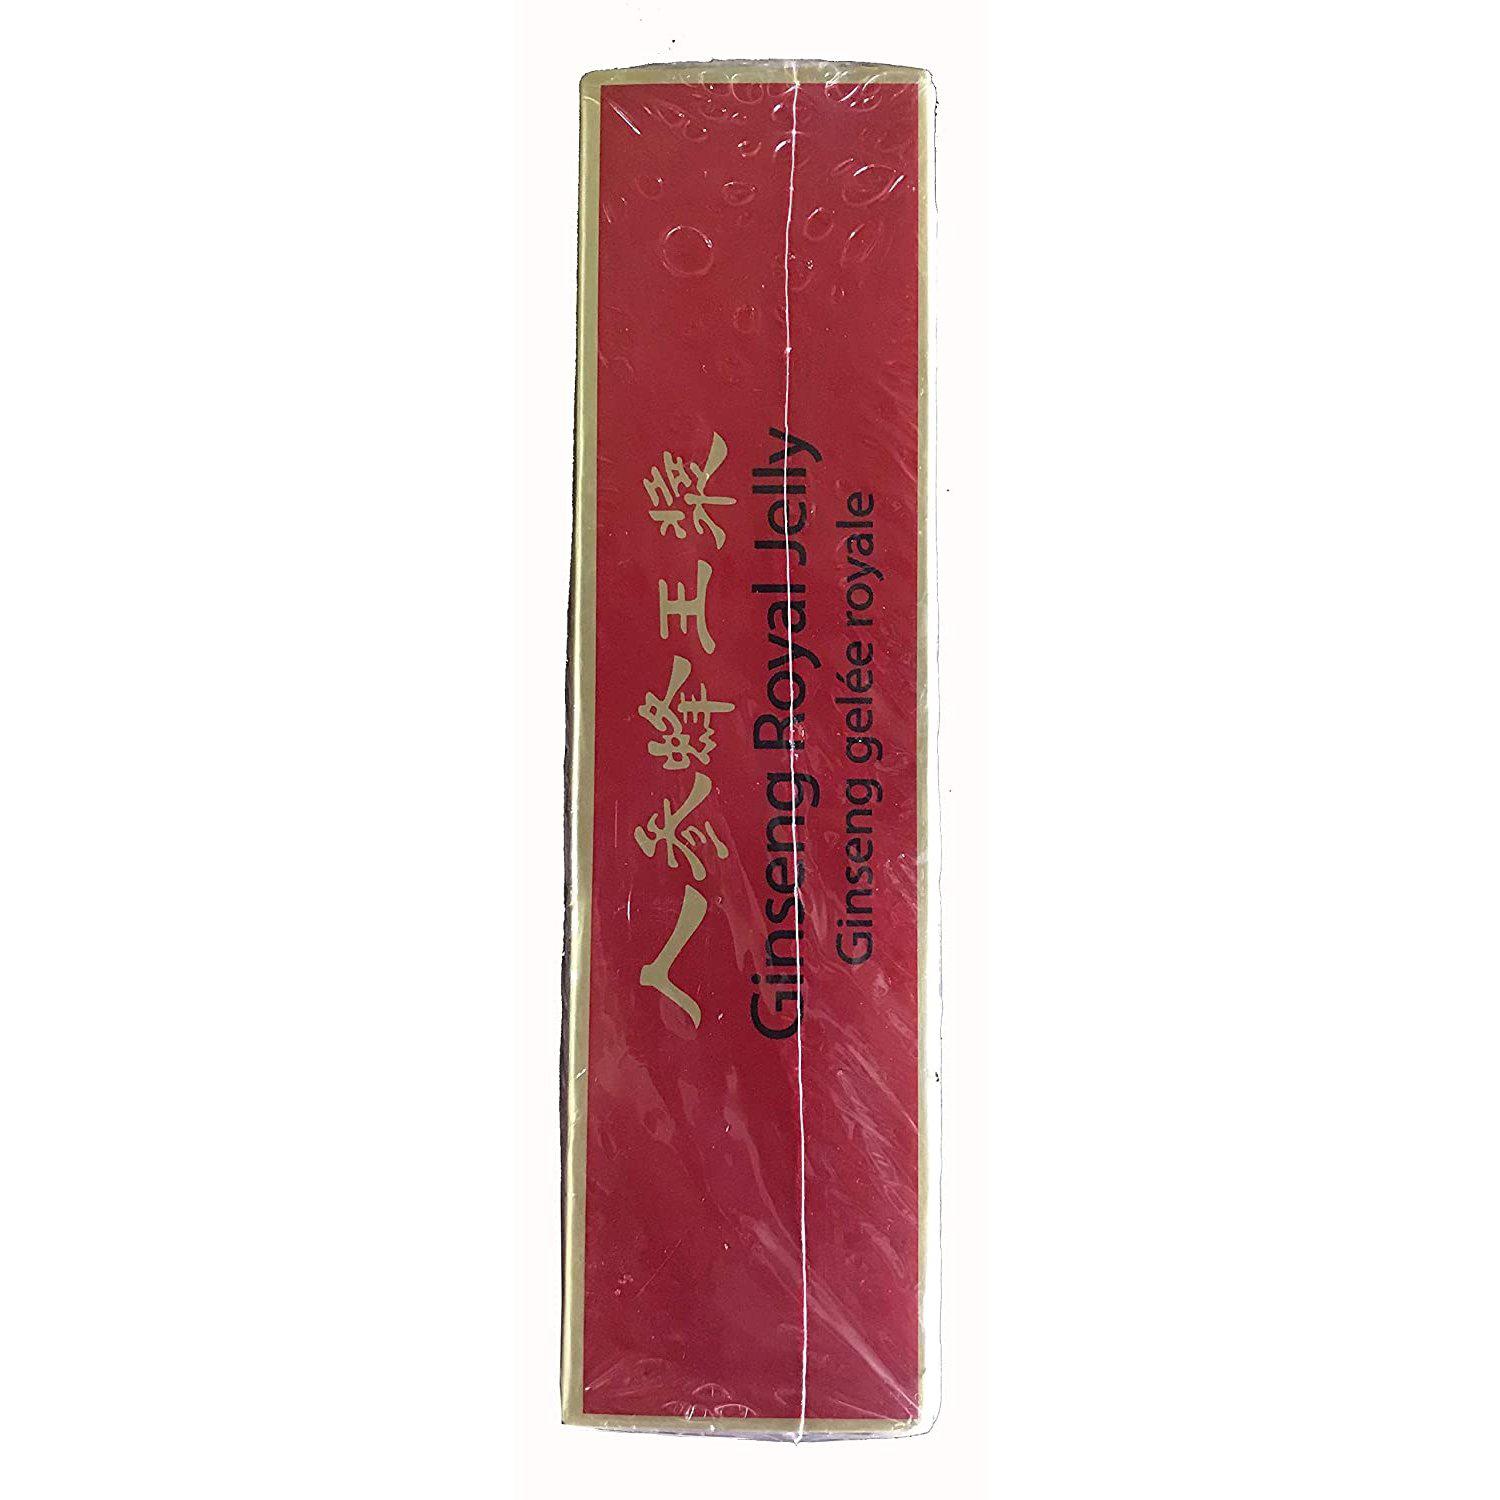 人参蜂王浆
Ginseng Royal Jelly
Ginseng gelée royale